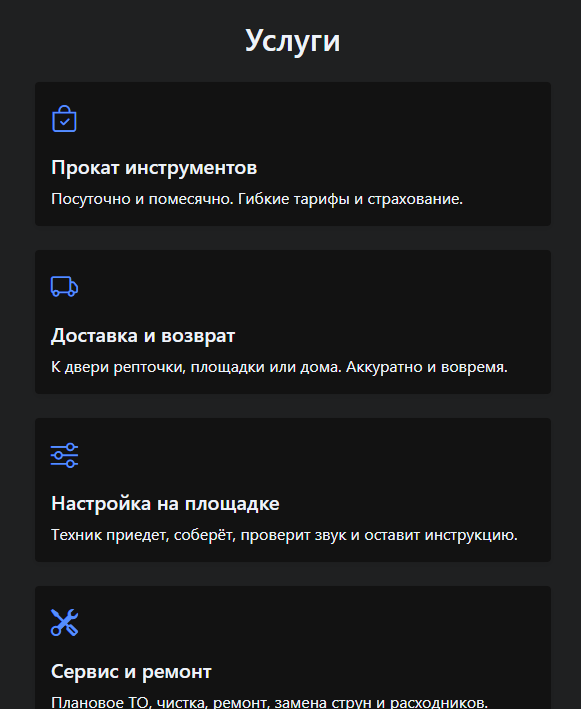 Услуги
Прокат инструментов
Посуточно и помесячно. Гибкие тарифы и страхование.
Доставка и возврат
К двери репточки, площадки или дома. Аккуратно и вовремя.
Настройка на площадке
Техник приедет, соберёт, проверит звук и оставит инструкцию.
Сервис и ремонт
Плановое ТО, чистка, ремонт, замена струн и расходников.